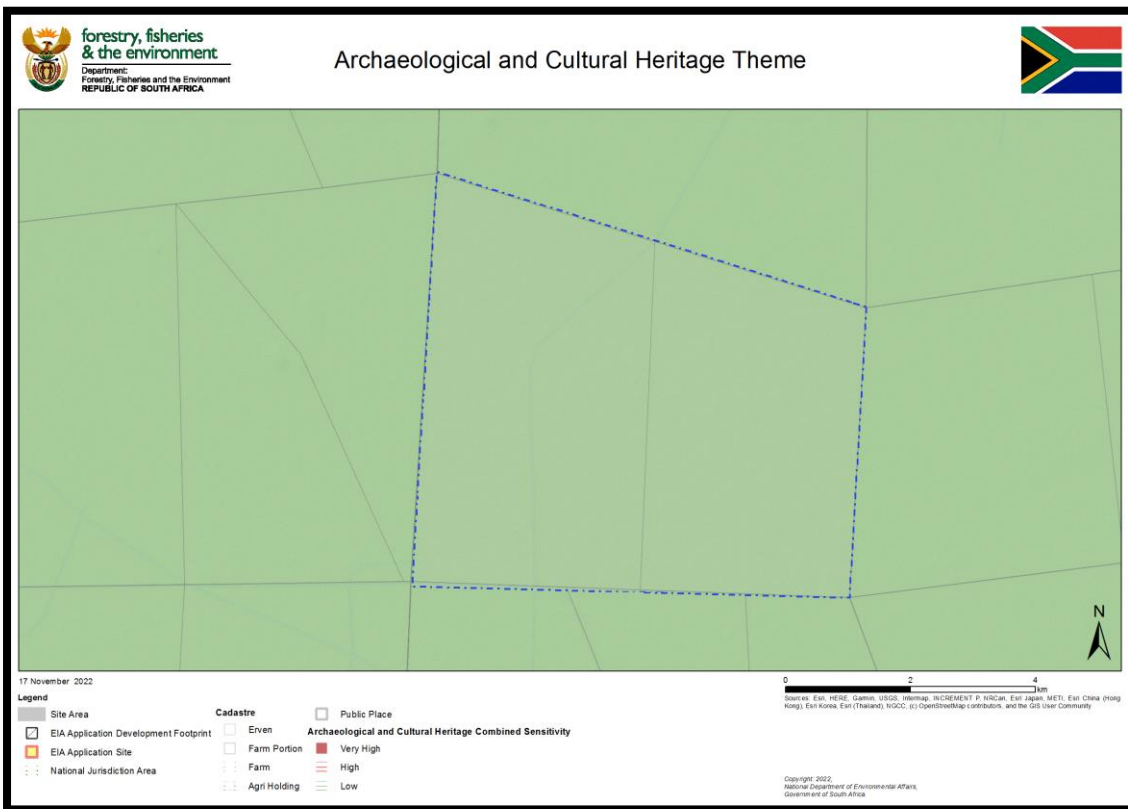 forestry, fisheries
& the environment
Department:
Forestry, Fisheries and the Environment
REPUBLIC OF SOUTH AFRICA
Archaeological and Cultural Heritage Theme
N
17 November 2022
0 2 4
km
Sources: Esri, HERE, Garmin, USGS, Intermap, INCREMENT P, NRCan, Esri Japan, METI, Esri China (Hong
Kong), Esri Korea, Esri (Thailand), NGCC, (c) OpenStreetMap contributors, and the GIS User Community
Legend
Site Area
EIA Application Development Footprint
EIA Application Site
National Jurisdiction Area
Cadastre
Erven
Farm Portion
Farm
Agri Holding
Public Place
Archaeological and Cultural Heritage Combined Sensitivity
Very High
High
Low
Copyright: 2022,
National Department of Environmental Affairs,
Government of South Africa